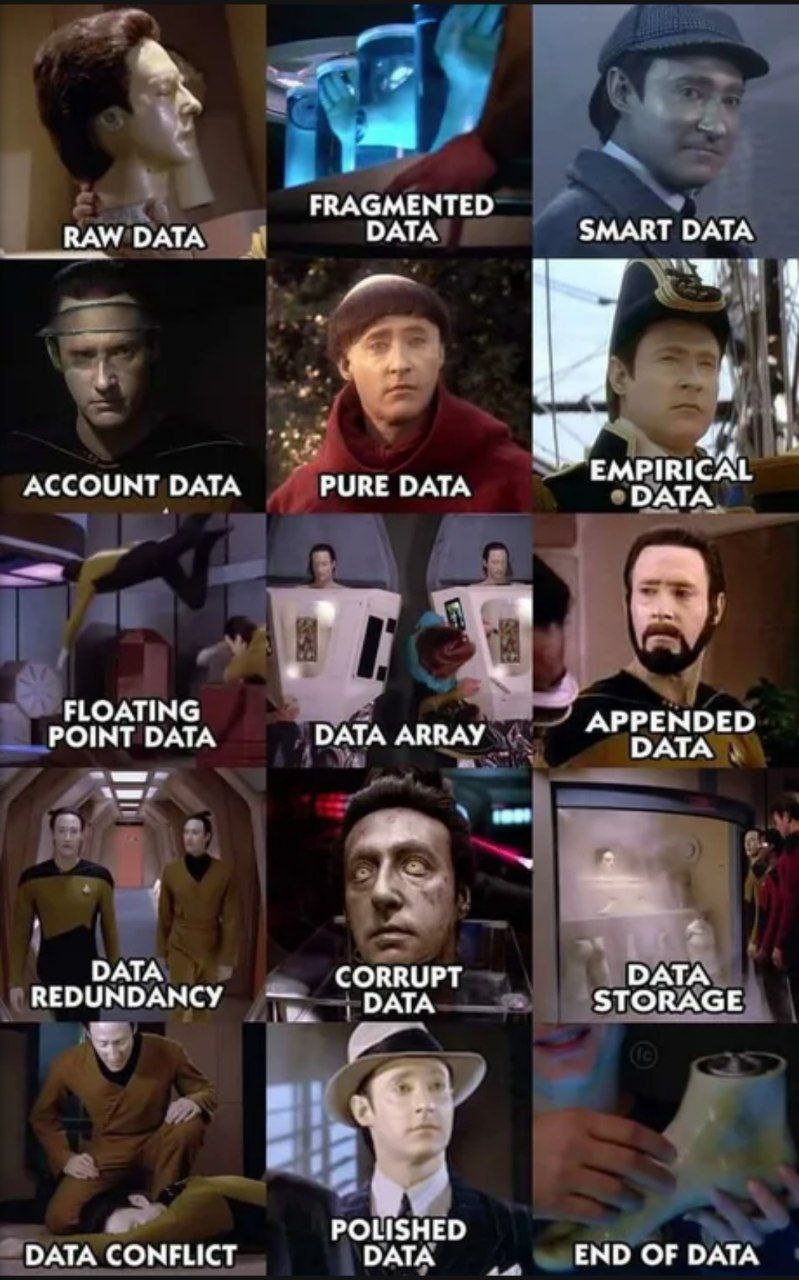 RAW DATA
FRAGMENTED
DATA
SMART DATA
ACCOUNT DATA
PURE DATA
EMPIRICAL
DATA
FLOATING
POINT DATA
DATA ARRAY
APPENDED
DATA
DATA
REDUNDANCY
CORRUPT
DATA
DATA
STORAGE
DATA CONFLICT
POLISHED
DATA
fc
END OF DATA